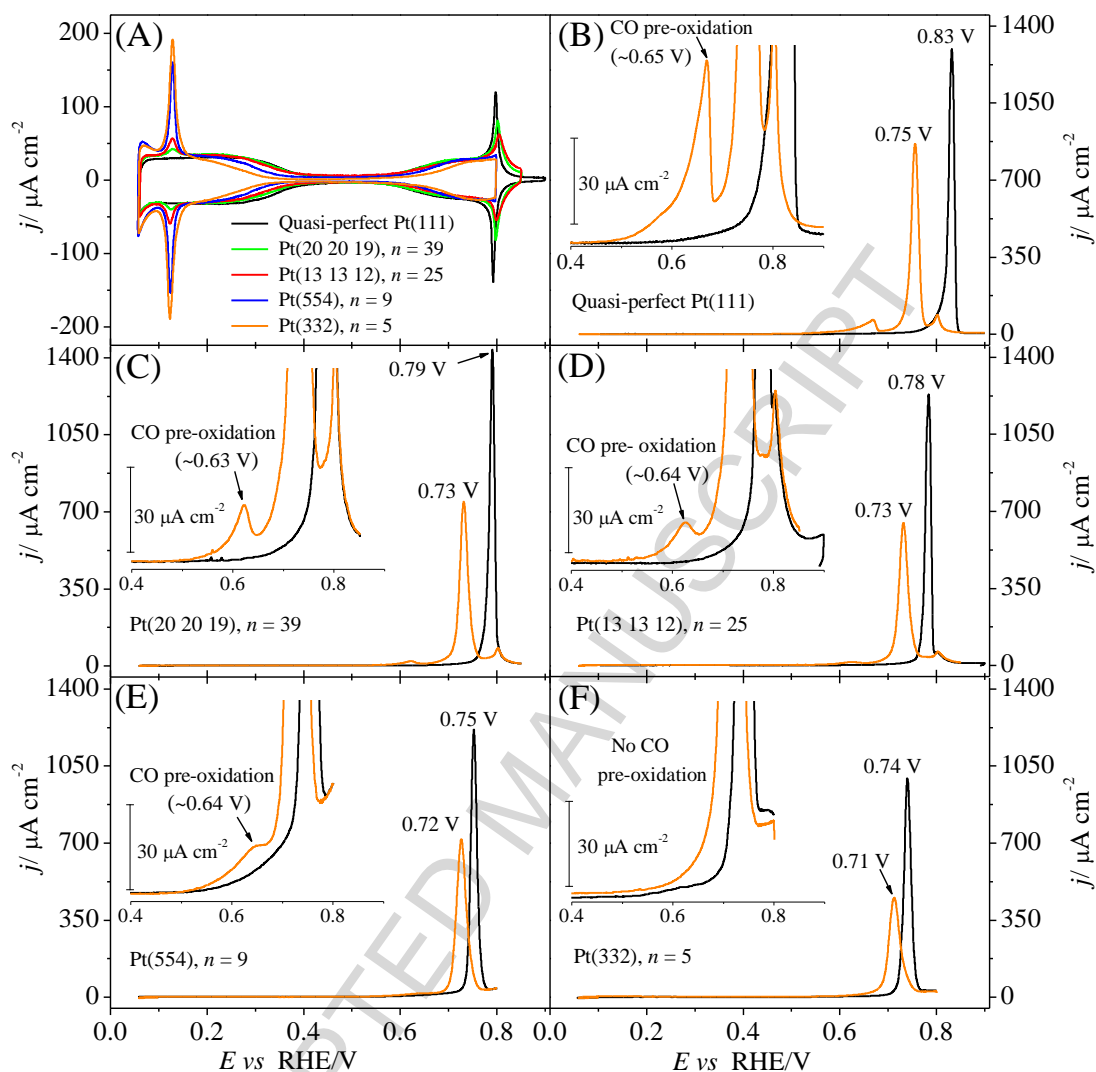 (A)
200
100
0
-100
-200
j/ μA cm-2
Quasi-perfect Pt(111)
Pt(20 20 19), n = 39
Pt(13 13 12), n = 25
Pt(554), n = 9
Pt(332), n = 5
(B)
CO pre-oxidation
(~0.65 V)
0.83 V
0.75 V
30 μA cm-2
0.4 0.6 0.8
Quasi-perfect Pt(111)
1400
1050
700
350
0
j/ μA cm-2
(C)
1400
1050
700
350
0
j/ μA cm-2
0.79 V
CO pre-oxidation
(~0.63 V)
0.73 V
30 μA cm-2
0.4 0.6 0.8
Pt(20 20 19), n = 39
(D)
0.78 V
CO pre- oxidation
(~0.64 V)
0.73 V
30 μA cm-2
0.4 0.6 0.8
Pt(13 13 12), n = 25
1400
1050
700
350
0
j/ μA cm-2
(E)
1400
1050
700
350
0
j/ μA cm-2
0.75 V
CO pre-oxidation
(~0.64 V)
0.72 V
30 μA cm-2
0.4 0.6 0.8
Pt(554), n = 9
0.0 0.2 0.4 0.6 0.8
E vs RHE/V
(F)
No CO
pre-oxidation
0.74 V
0.71 V
30 μA cm-2
0.4 0.6 0.8
Pt(332), n = 5
1400
1050
700
350
0
j/ μA cm-2
0.2 0.4 0.6 0.8
E vs RHE/V
PTED MANUSCRIPT